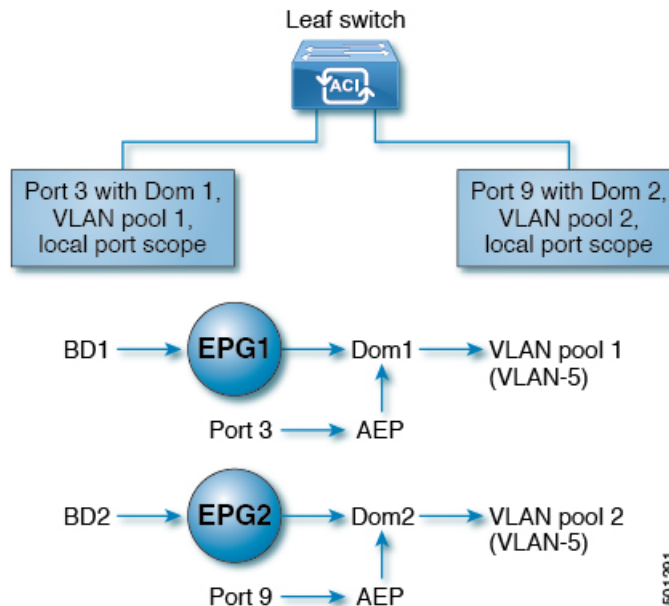 Leaf switch
ACI
Port 3 with Dom 1,
VLAN pool 1,
local port scope
Port 9 with Dom 2,
VLAN pool 2,
local port scope
BD1
EPG1
Dom1
VLAN pool 1
(VLAN-5)
Port 3
AEP
BD2
EPG2
Dom2
VLAN pool 2
(VLAN-5)
Port 9
AEP